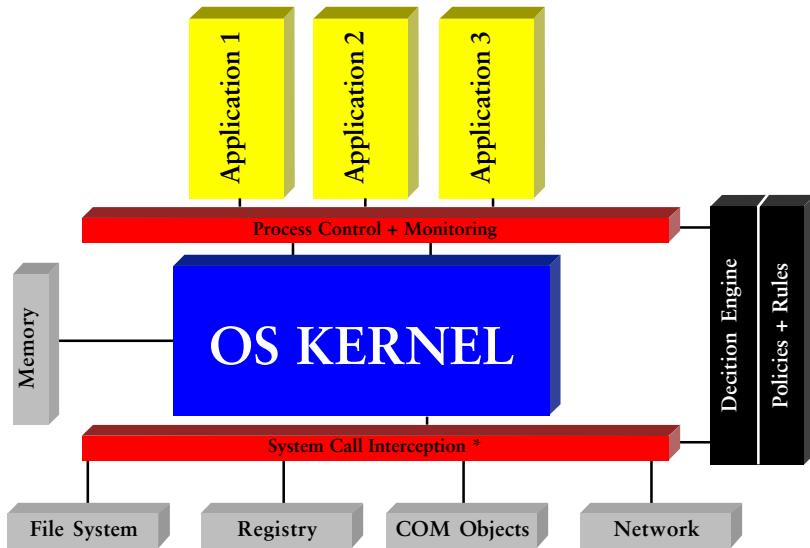 Application 1
Application 2
Application 3
Process Control + Monitoring
Memory
OS KERNEL
Decition Engine
Policies + Rules
System Call Interception *
File System
Registry
COM Objects
Network